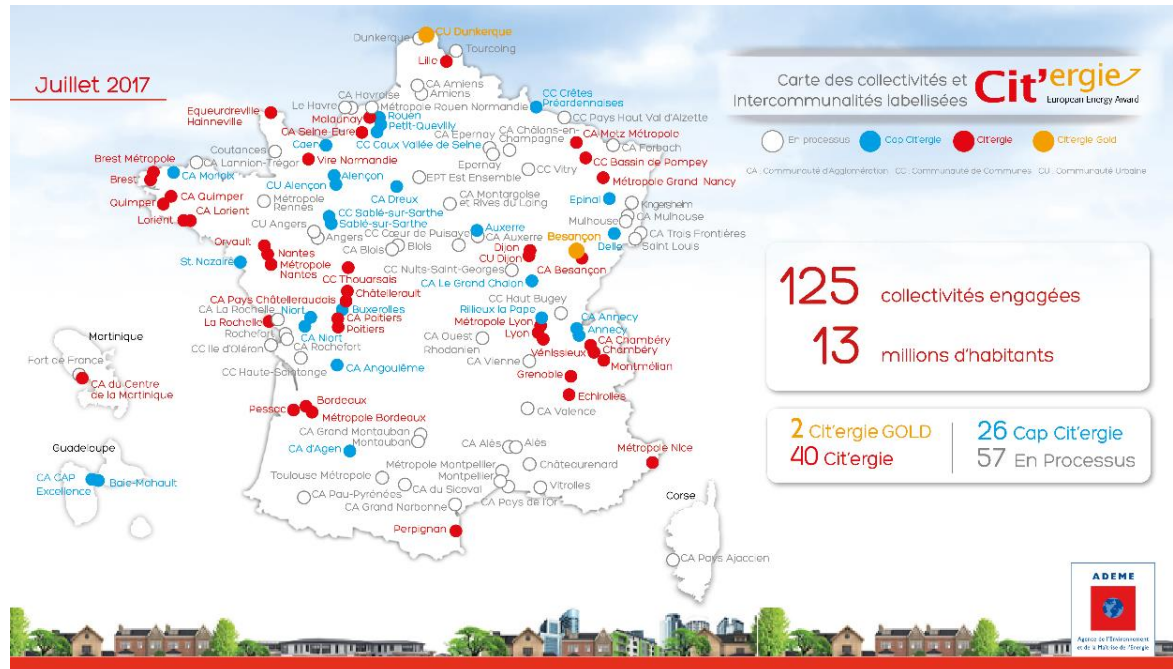 Juillet 2017
Carte des collectivités et
Intercommunalités labellisées
Cit'ergie
European Energy Award
En processus
Cap Cit'ergie
Cit'ergie
Cit'ergie Gold
CA : Communauté d'Agglomération CC : Communauté de Communes CU : Communauté Urbaine
Dunkerque
CU Dunkerque
Tourcoing
Lille
CA Amiens
Amiens
CA Havraise
Le Havre
Métropole Rouen Normandie
CC Crêtes
Préardennaises
Equeurdreville
Hainneville
Malaunay
Rouen
Petit-Quevilly
CC Pays Haut Val d'Alzette
CA Seine-Eure
CC Caux Vallée de Seine
CA Epernay
CA Châlons-en-
Champagne
CA Metz Métropole
CA Forbach
Caen
Coutances
Vire Normandie
Epernay
CC Bassin de Pompey
Brest Métropole
CA Lannion-Trégor
CA Morlaix
Brest
Alençon
CU Alençon
EPT Est Ensemble
CC Vitry
Métropole Grand Nancy
CA Quimper
Quimper
CA Lorient
Lorient
Métropole
Rennes
CA Dreux
CA Montargoise
et Rives du Loing
Epinal
Kingersheim
Mulhouse
CA Mulhouse
CC Sablé-sur-Sarthe
Sablé-sur-Sarthe
CU Angers
Angers
CC Cœur de Puisaye
Auxerre
CA Auxerre
CA Blois
Blois
Besançon
Delle
CA Trois Frontières
Saint Louis
Orvault
Nantes
Métropole
Nantes
St. Nazaire
Dijon
CU Dijon
CA Besançon
CC Nuits-Saint-Georges
CC Thouarsais
Châtellerault
CA Le Grand Chalon
CA Pays Châtelleraudais
CC Haut Bugey
CA La Rochelle
Niort
Buxerolles
Rillieux la Pape
CA Annecy
Annecy
La Rochelle
CA Poitiers
Poitiers
Métropole Lyon
Lyon
Rochefort
CA Niort
CA Rochefort
CA Ouest
Rhodanien
CA Chambéry
Chambéry
CC Ile d'Oléron
CC Haute-Saintonge
CA Angoulême
CA Vienne
Vénissieux
Montmélian
Grenoble
Echirolles
Martinique
Fort de France
CA du Centre
de la Martinique
Pessac
Bordeaux
Métropole Bordeaux
CA Valence
CA Grand Montauban
Montauban
CA Alès
Alès
Métropole Nice
Guadeloupe
CA d'Agen
CA CAP
Excellence
Baie-Mahault
Toulouse Métropole
Métropole Montpellier
Montpellier
Châteaurenard
CA Pau-Pyrénées
CA du Sicoval
Vitrolles
CA Grand Narbonne
CA Pays de l'Or
Perpignan
Corse
CA Pays Ajaccien
125 collectivités engagées
13 millions d'habitants
2 Cit'ergie GOLD
40 Cit'ergie
26 Cap Cit'ergie
57 En Processus
ADEME
Agence de l'Environnement
et de la Maîtrise de l'Energie